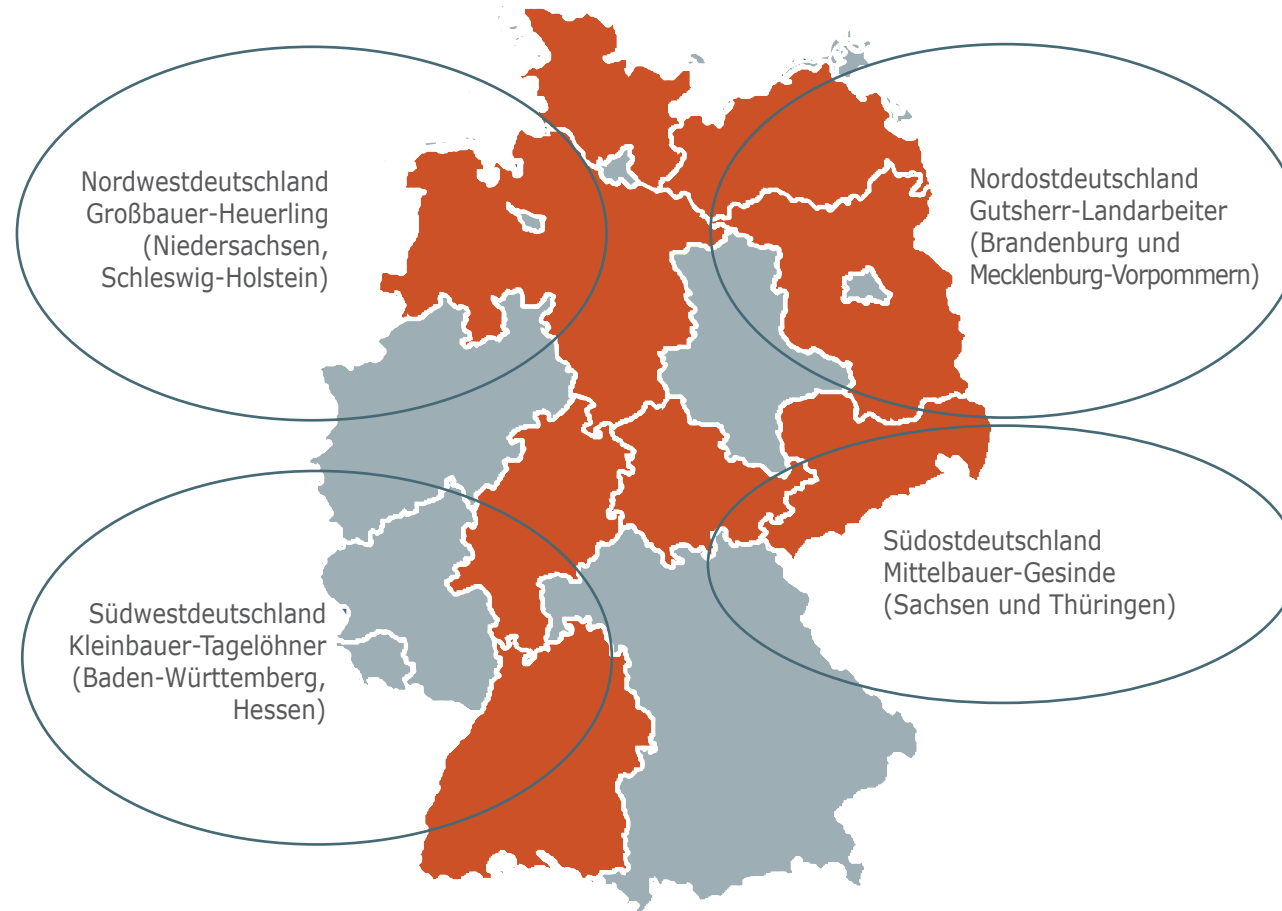 Nordwestdeutschland
Großbauer-Heuerling
(Niedersachsen,
Schleswig-Holstein)
Nordostdeutschland
Gutsherr-Landarbeiter
(Brandenburg und
Mecklenburg-Vorpommern)
Südwestdeutschland
Kleinbauer-Tagelöhner
(Baden-Württemberg,
Hessen)
Südostdeutschland
Mittelbauer-Gesinde
(Sachsen und Thüringen)